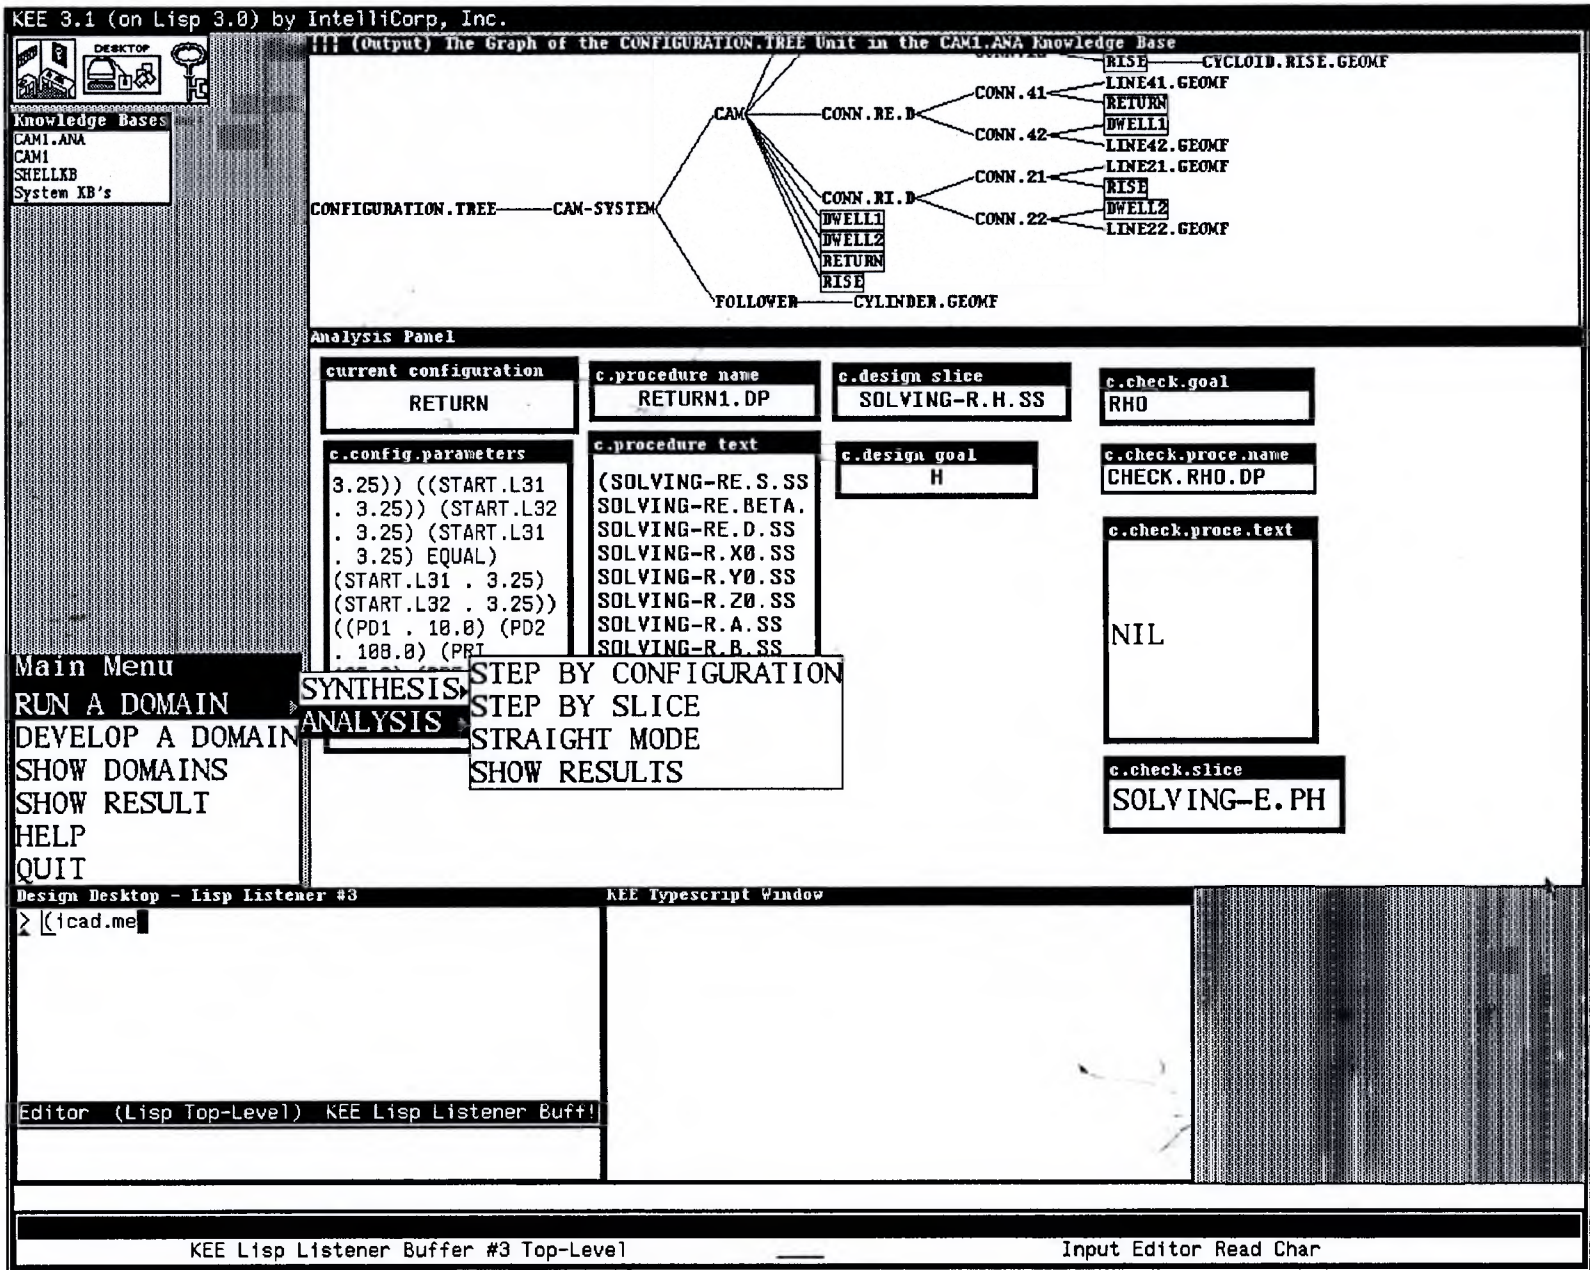 KEE 3.1 (on Lisp 3.0) by IntelliCorp, Inc.
DESKTOP
Knowledge Bases
CAM1.ANA
CAM1
SHELLKB
System KB's
(Output) The Graph of the CONFIGURATION.TREE Unit in the CAM1.ANA Knowledge Base
RISE CYCLOID.RISE.GEOMF
CONN.41 LINE41.GEOMF
RETURN
CAM CONN.RE.D
DWELL1
CONN.42 LINE42.GEOMF
LINE21.GEOMF
CONN.21
RISE
CONN.RI.D
CONFIGURATION.TREE CAM-SYSTEM
DWELL2
DWELL1 CONN.22
LINE22.GEOMF
DWELL2
RETURN
RISE
FOLLOWER CYLINDER.GEOMF
Analysis Panel
current configuration
RETURN
c.procedure name
RETURN1.DP
c.design slice
SOLVING-R.H.SS
c.check.goal
RHO
c.config.parameters
3.25)) ((START.L31
. 3.25)) (START.L32
. 3.25) (START.L31
. 3.25) EQUAL)
(START.L31 . 3.25)
(START.L32 . 3.25))
((PD1 . 10.0) (PD2
. 108.0) (PRI
c.procedure text
(SOLVING-RE.S.SS
SOLVING-RE.BETA.
SOLVING-RE.D.SS
SOLVING-R.X0.SS
SOLVING-R.Y0.SS
SOLVING-R.Z0.SS
SOLVING-R.A.SS
SOLVING-R.B.SS
c.design goal
H
c.check.proce.name
CHECK.RHO.DP
c.check.proce.text
NIL
c.check.slice
SOLVING-E.PH
Main Menu
RUN A DOMAIN
DEVELOP A DOMAIN
SHOW DOMAINS
SHOW RESULT
HELP
QUIT
SYNTHESIS
ANALYSIS
STEP BY CONFIGURATION
STEP BY SLICE
STRAIGHT MODE
SHOW RESULTS
Design Desktop - Lisp Listener #3
> (icad.me
Editor (Lisp Top-Level) KEE Lisp Listener Buff!
KEE Typescript Window
KEE Lisp Listener Buffer #3 Top-Level
Input Editor Read Char